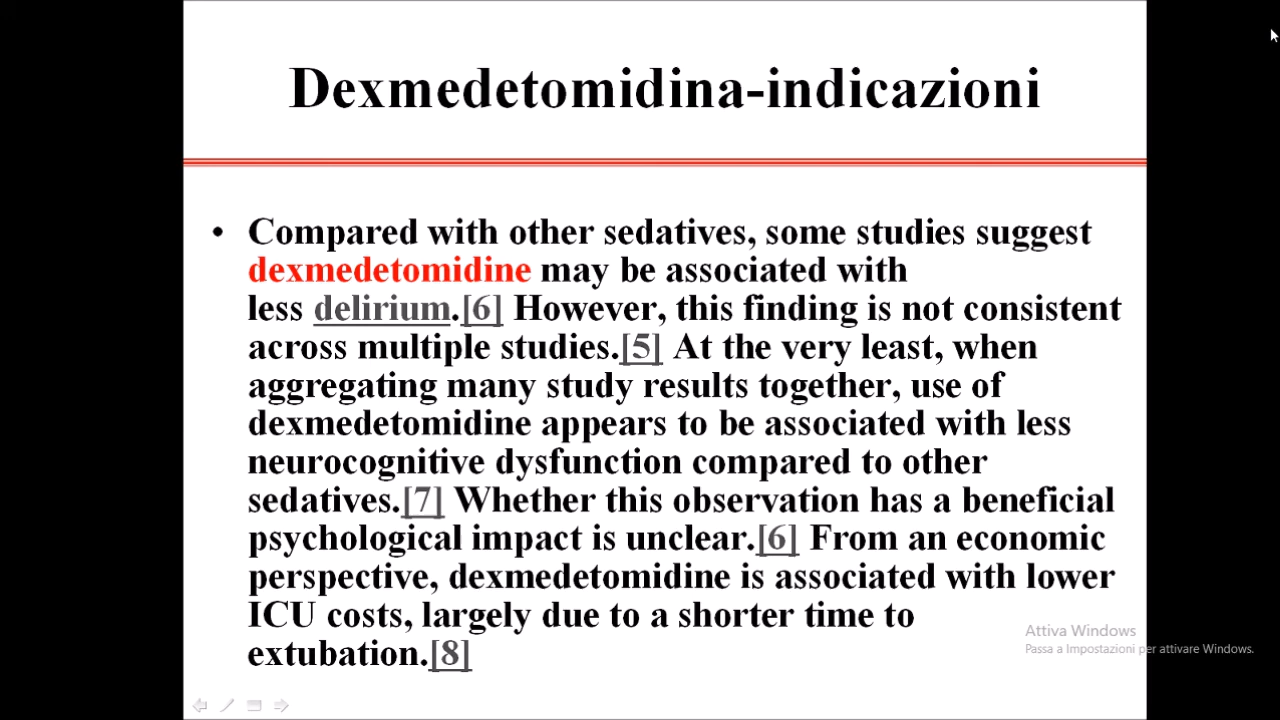 Dexmedetomidina-indicazioni
• Compared with other sedatives, some studies suggest
dexmedetomidine may be associated with
less delirium.[6] However, this finding is not consistent
across multiple studies.[5] At the very least, when
aggregating many study results together, use of
dexmedetomidine appears to be associated with less
neurocognitive dysfunction compared to other
sedatives.[7] Whether this observation has a beneficial
psychological impact is unclear.[6] From an economic
perspective, dexmedetomidine is associated with lower
ICU costs, largely due to a shorter time to
extubation.[8]
Attiva Windows
Passa a Impostazioni per attivare Windows.